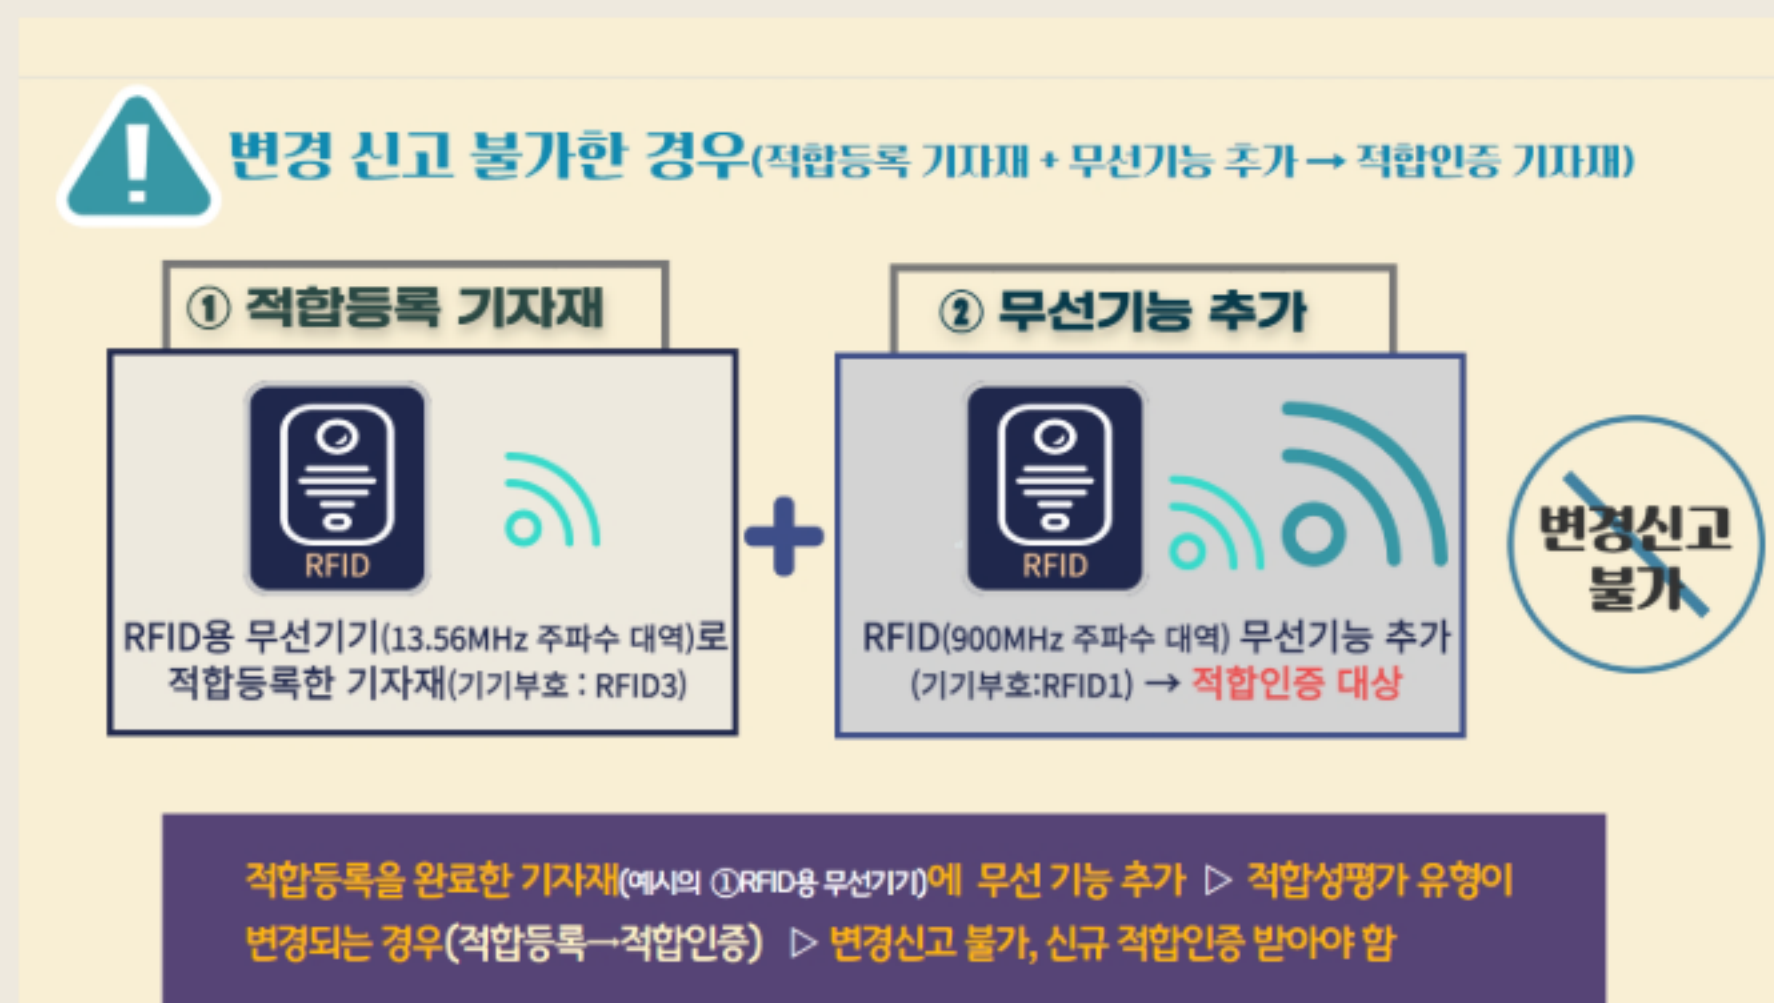 변경 신고 불가한 경우(적합등록 기자재 + 무선기능 추가 → 적합인증 기자재)
① 적합등록 기자재
RFID
RFID용 무선기기(13.56MHz 주파수 대역)로
적합등록한 기자재(기기부호 : RFID3)
② 무선기능 추가
RFID
RFID(900MHz 주파수 대역) 무선기능 추가
(기기부호:RFID1) → 적합인증 대상
변경신고
불가
적합등록을 완료한 기자재(예시의 ①RFID용 무선기기)에 무선 기능 추가 ▷ 적합성평가 유형이
변경되는 경우(적합등록→적합인증) ▷ 변경신고 불가, 신규 적합인증 받아야 함